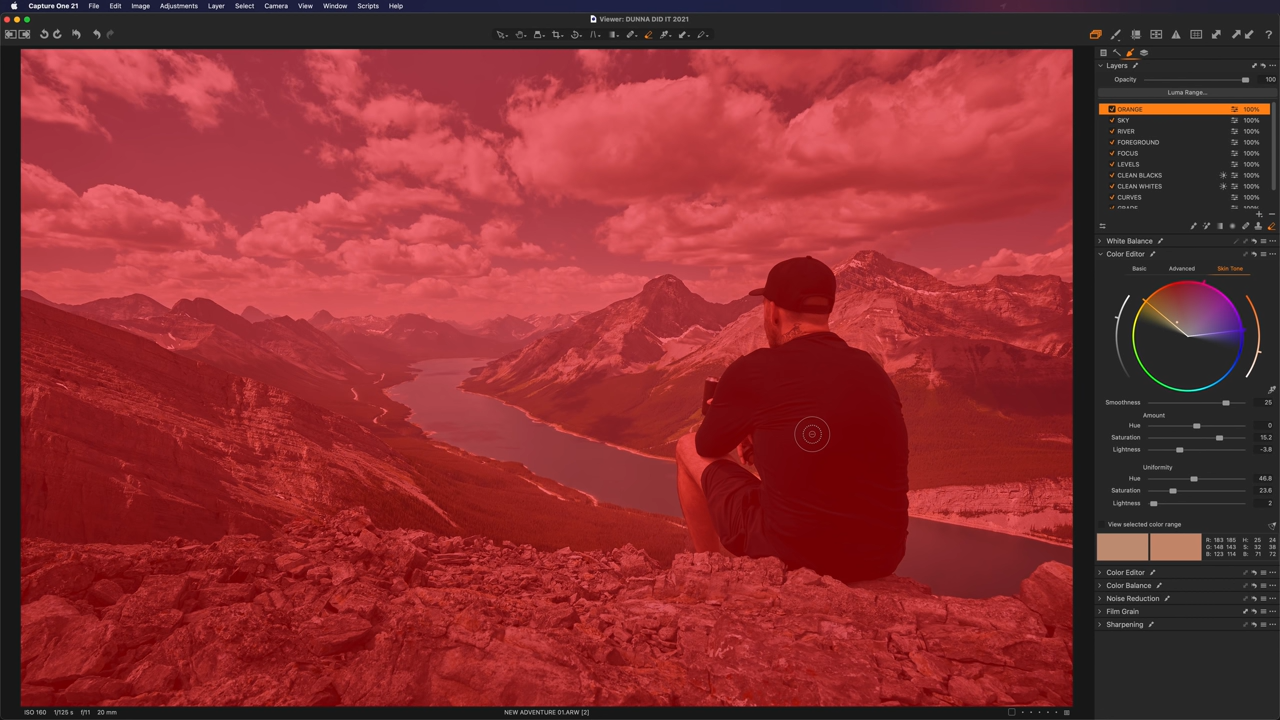 Capture One 21 File Edit Image Adjustments Layer Select Camera View Window Scripts Help
Viewer: DUNNA DID IT 2021
Layers
Opacity 100
Luma Range...
ORANGE 100%
SKY 100%
RIVER 100%
FOREGROUND 100%
FOCUS 100%
LEVELS 100%
CLEAN BLACKS 100%
CLEAN WHITES 100%
CURVES 100%
White Balance
Color Editor
Basic Advanced Skin Tone
Smoothness 25
Amount
Hue 0
Saturation 15.2
Lightness -3.8
Uniformity
Hue 46.8
Saturation 23.6
Lightness 2
View selected color range
R: 183 185 H: 25 24
G: 148 143 S: 32 38
B: 123 114 B: 71 72
Color Editor
Color Balance
Noise Reduction
Film Grain
Sharpening
ISO 160 1/125 s f/11 20 mm NEW ADVENTURE 01.ARW [2]